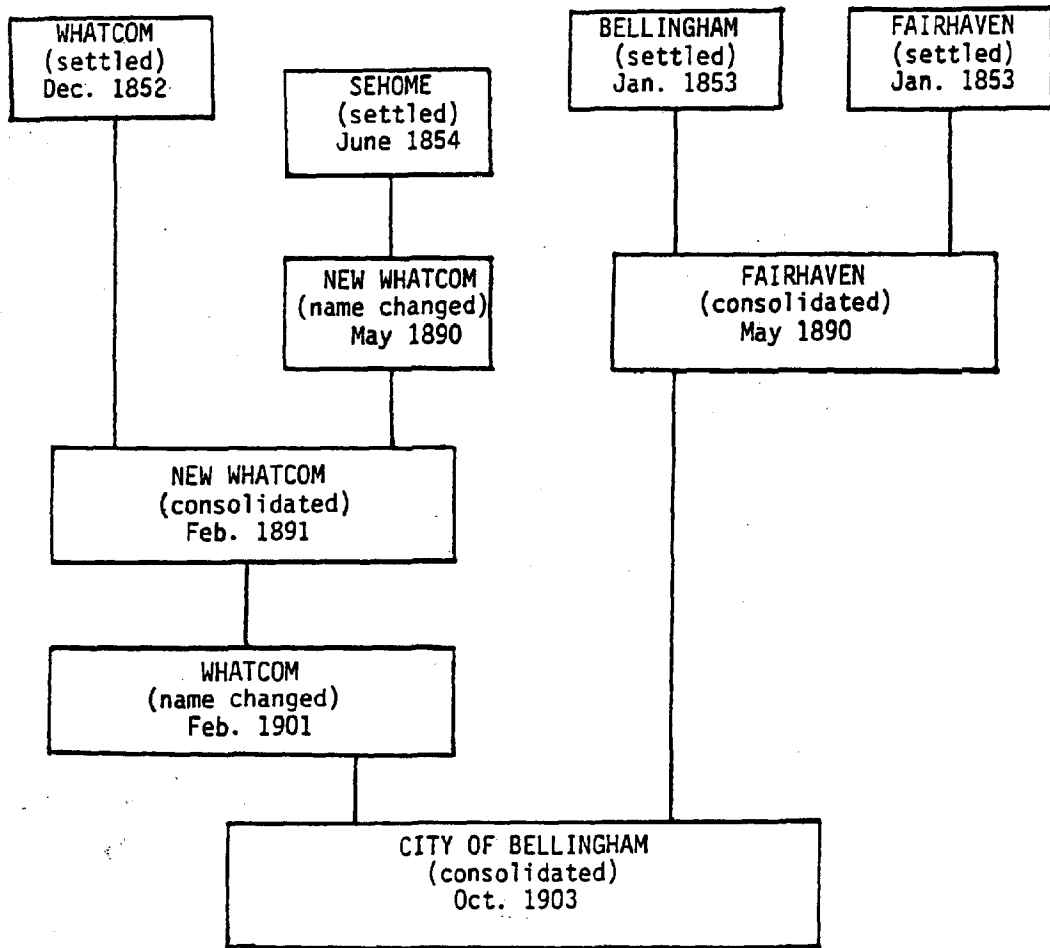 WHATCOM
(settled)
Dec. 1852
SEHOME
(settled)
June 1854
BELLINGHAM
(settled)
Jan. 1853
FAIRHAVEN
(settled)
Jan. 1853
NEW WHATCOM
(name changed)
May 1890
FAIRHAVEN
(consolidated)
May 1890
NEW WHATCOM
(consolidated)
Feb. 1891
WHATCOM
(name changed)
Feb. 1901
CITY OF BELLINGHAM
(consolidated)
Oct. 1903